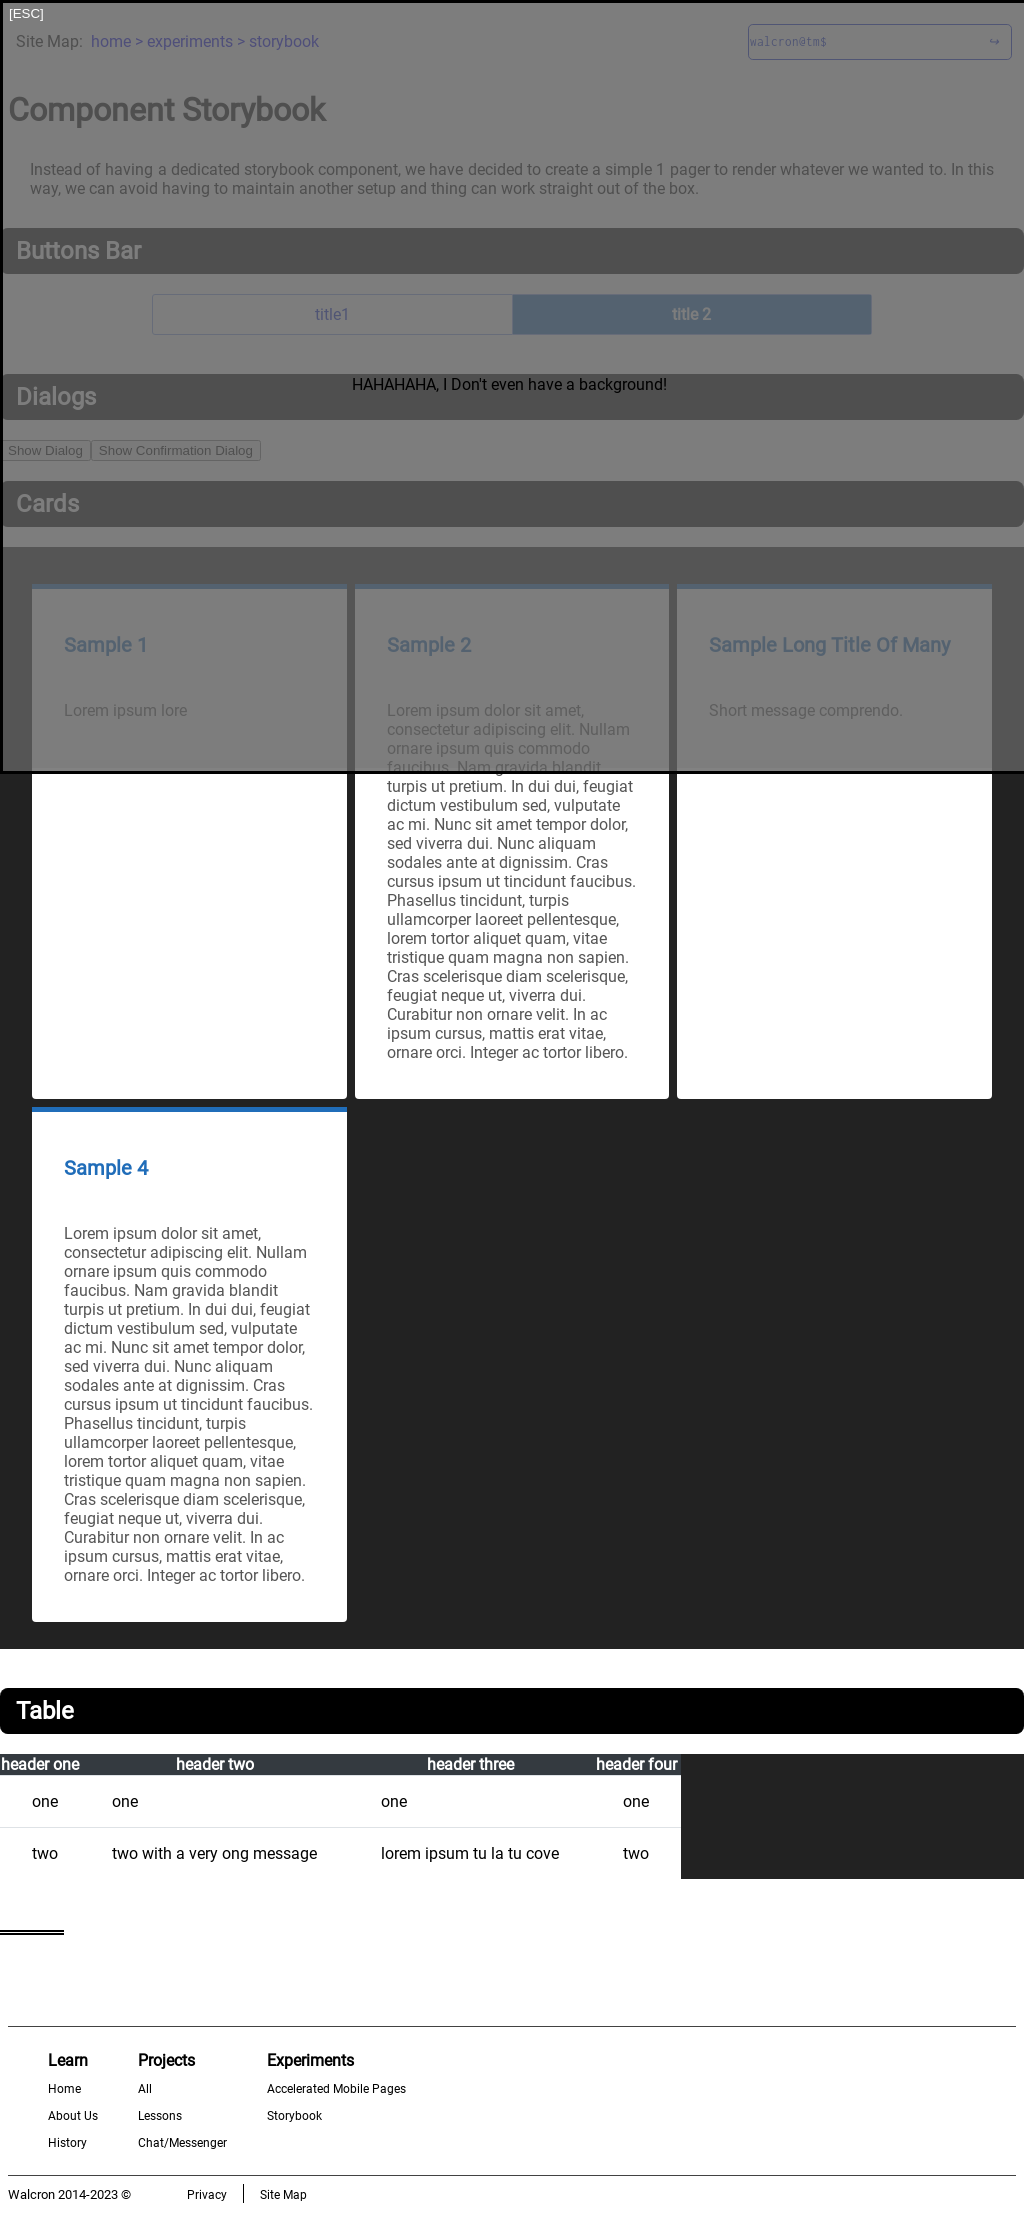 [ESC]
Site Map: home > experiments > storybook
walcron@tm$ ↪
Component Storybook
Instead of having a dedicated storybook component, we have decided to create a simple 1 pager to render whatever we wanted to. In this
way, we can avoid having to maintain another setup and thing can work straight out of the box.
Buttons Bar
title1 title 2
HAHAHAHA, I Don't even have a background!
Dialogs
Show Dialog Show Confirmation Dialog
Cards
Sample 1
Lorem ipsum lore
Sample 2
Lorem ipsum dolor sit amet,
consectetur adipiscing elit. Nullam
ornare ipsum quis commodo
faucibus. Nam gravida blandit
turpis ut pretium. In dui dui, feugiat
dictum vestibulum sed, vulputate
ac mi. Nunc sit amet tempor dolor,
sed viverra dui. Nunc aliquam
sodales ante at dignissim. Cras
cursus ipsum ut tincidunt faucibus.
Phasellus tincidunt, turpis
ullamcorper laoreet pellentesque,
lorem tortor aliquet quam, vitae
tristique quam magna non sapien.
Cras scelerisque diam scelerisque,
feugiat neque ut, viverra dui.
Curabitur non ornare velit. In ac
ipsum cursus, mattis erat vitae,
ornare orci. Integer ac tortor libero.
Sample Long Title Of Many
Short message comprendo.
Sample 4
Lorem ipsum dolor sit amet,
consectetur adipiscing elit. Nullam
ornare ipsum quis commodo
faucibus. Nam gravida blandit
turpis ut pretium. In dui dui, feugiat
dictum vestibulum sed, vulputate
ac mi. Nunc sit amet tempor dolor,
sed viverra dui. Nunc aliquam
sodales ante at dignissim. Cras
cursus ipsum ut tincidunt faucibus.
Phasellus tincidunt, turpis
ullamcorper laoreet pellentesque,
lorem tortor aliquet quam, vitae
tristique quam magna non sapien.
Cras scelerisque diam scelerisque,
feugiat neque ut, viverra dui.
Curabitur non ornare velit. In ac
ipsum cursus, mattis erat vitae,
ornare orci. Integer ac tortor libero.
Table
header one header two header three header four
one one one one
two two with a very ong message lorem ipsum tu la tu cove two
Learn
Home
About Us
History
Projects
All
Lessons
Chat/Messenger
Experiments
Accelerated Mobile Pages
Storybook
Walcron 2014-2023 © Privacy Site Map